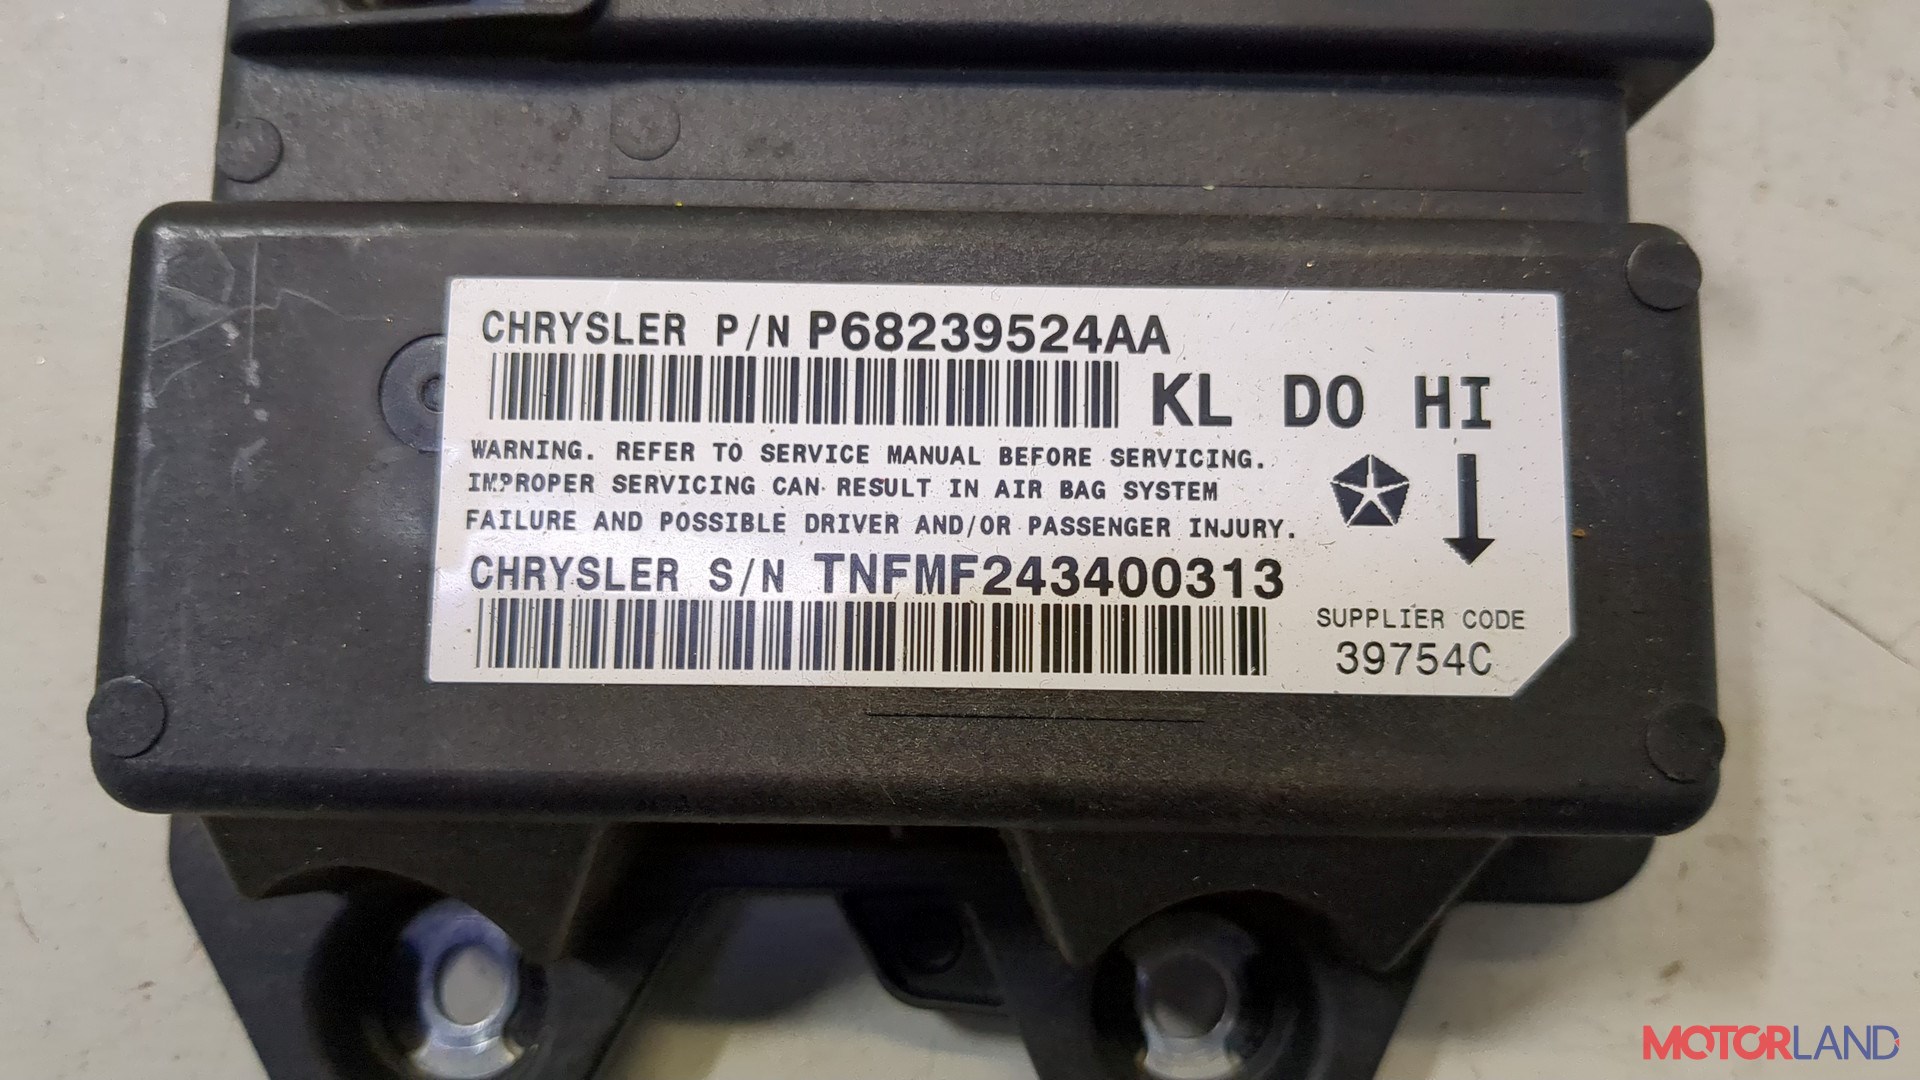 CHRYSLER P/N P68239524AA
KL DO HI
WARNING. REFER TO SERVICE MANUAL BEFORE SERVICING.
IMPROPER SERVICING CAN RESULT IN AIR BAG SYSTEM
FAILURE AND POSSIBLE DRIVER AND/OR PASSENGER INJURY.
CHRYSLER S/N TNFMF243400313
SUPPLIER CODE
39754C
MOTORLAND